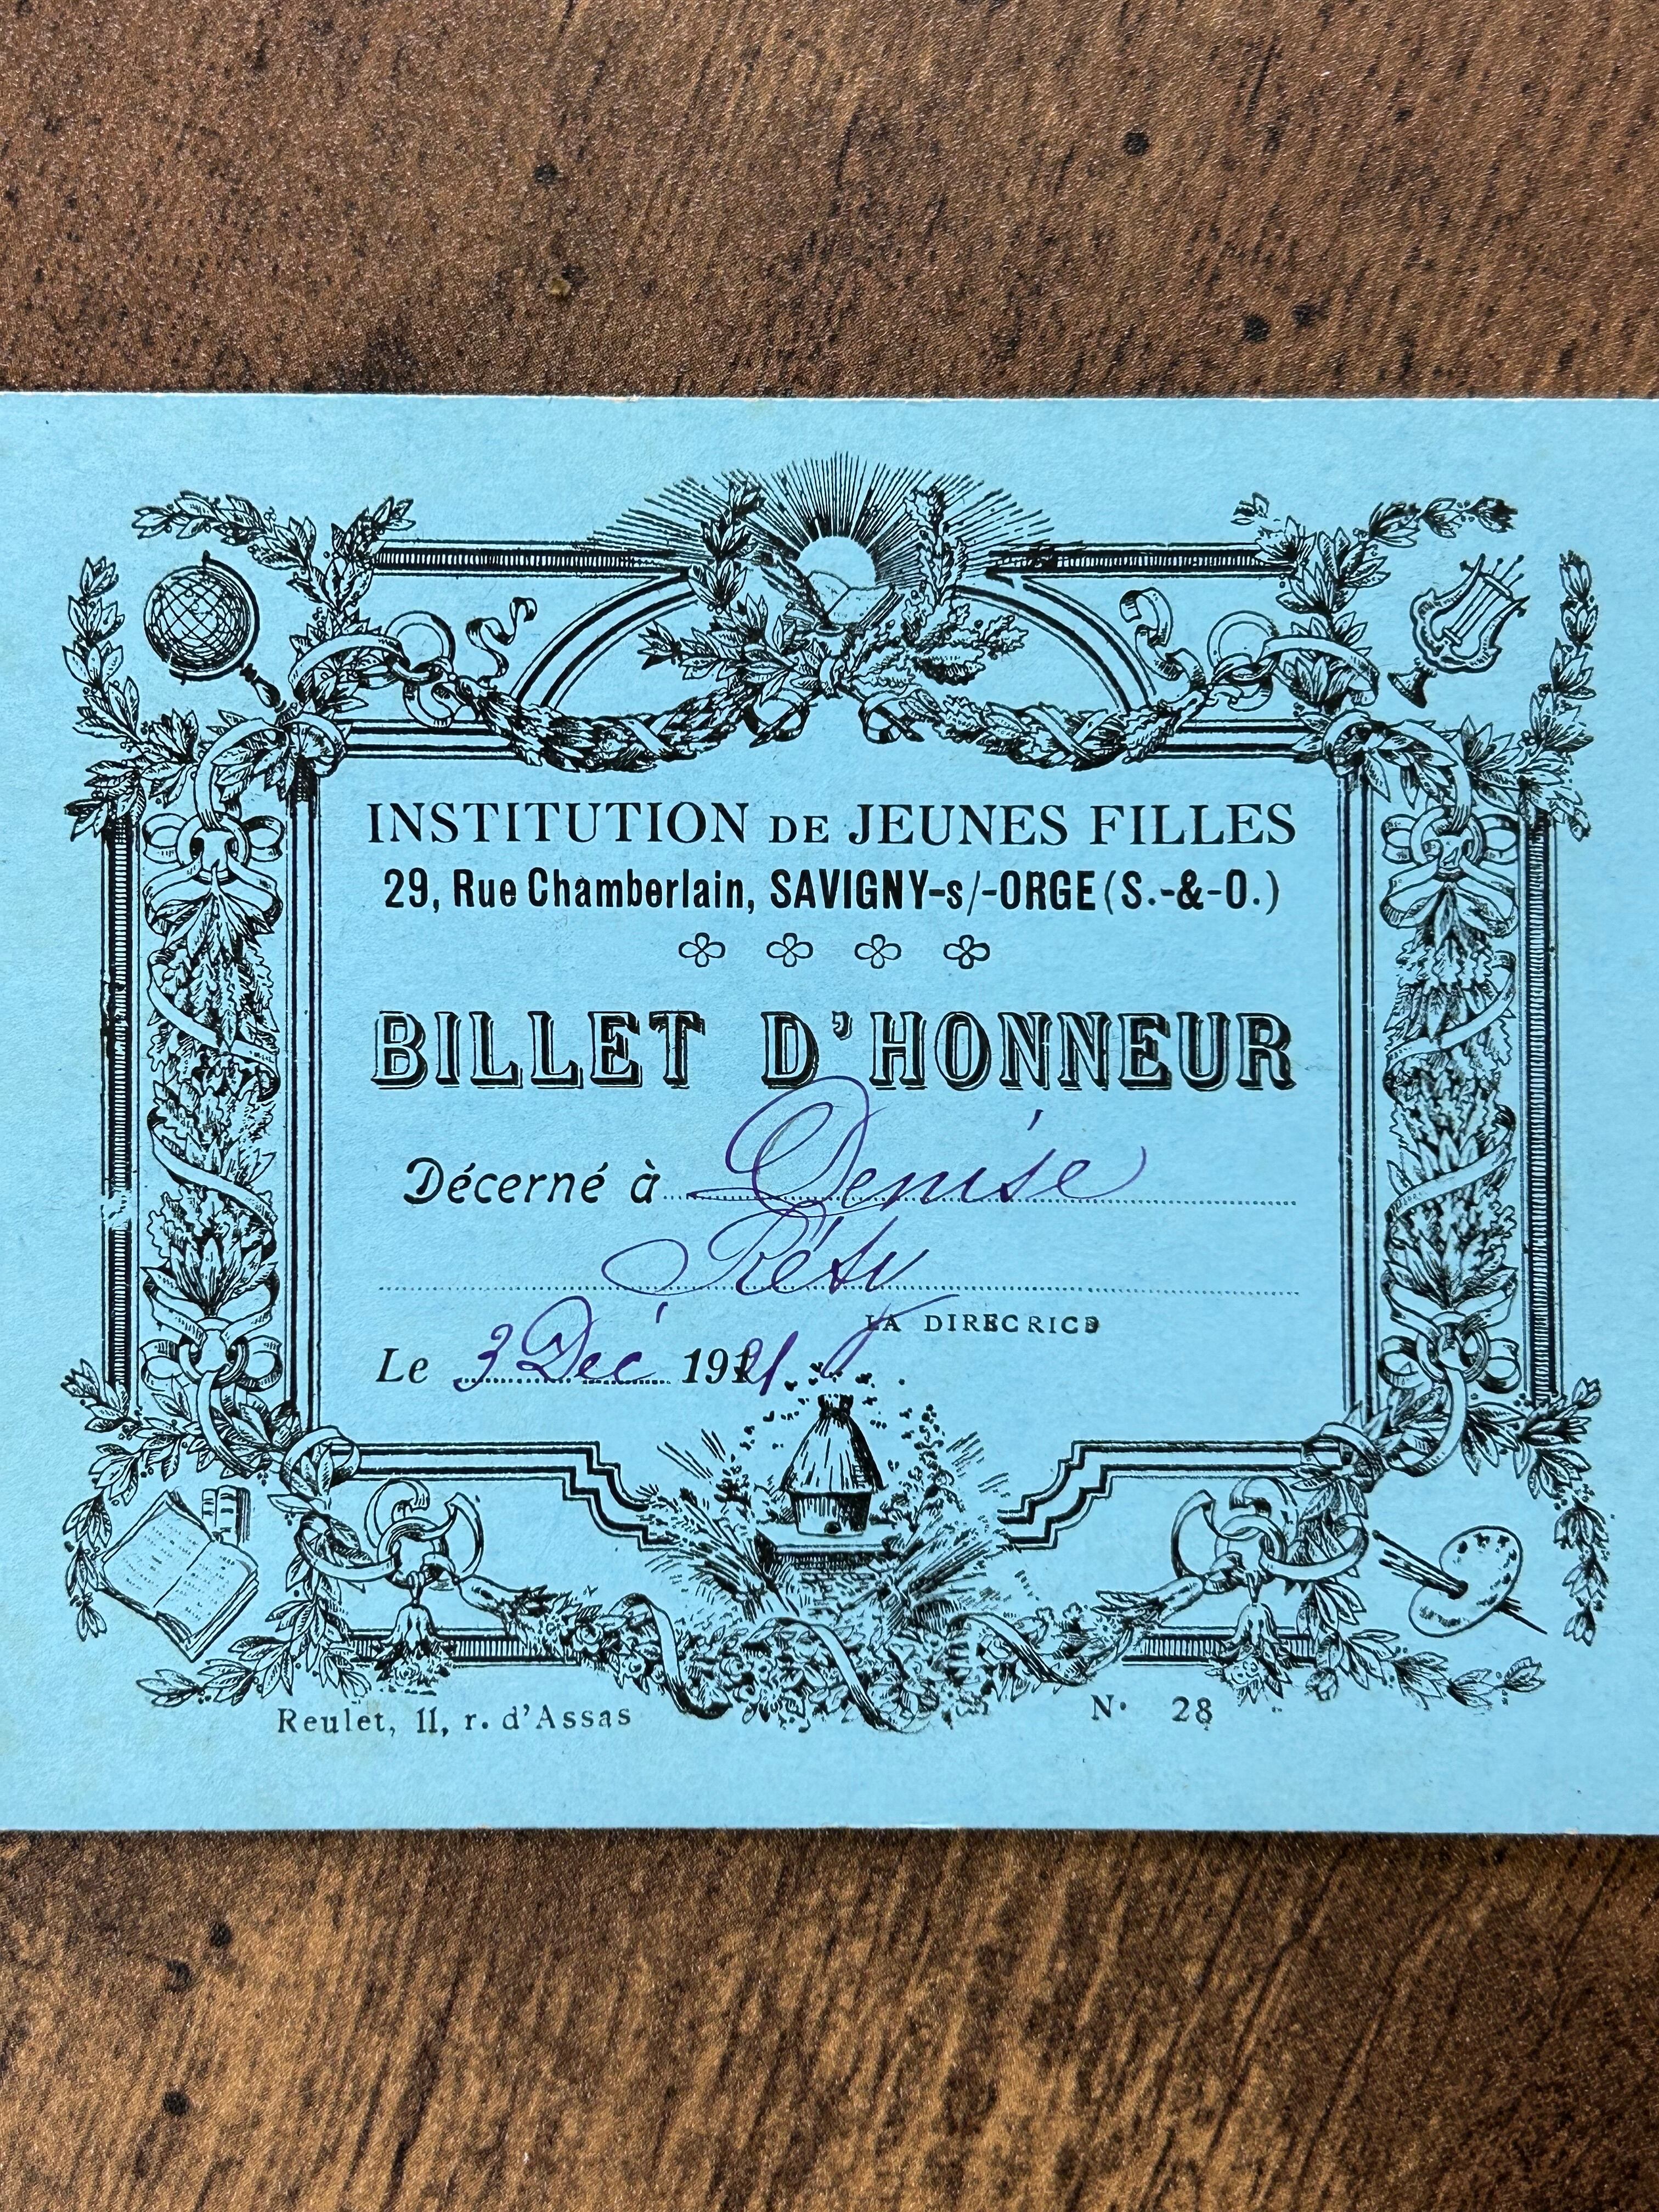 INSTITUTION DE JEUNES FILLES
29, Rue Chamberlain, SAVIGNY-s/-ORGE (S.-&-O.)
BILLET D'HONNEUR
Décerné à Denise
Réty
LA DIRECRICE
Le 3 Déc 1921
Reulet, 11, r. d'Assas N. 28